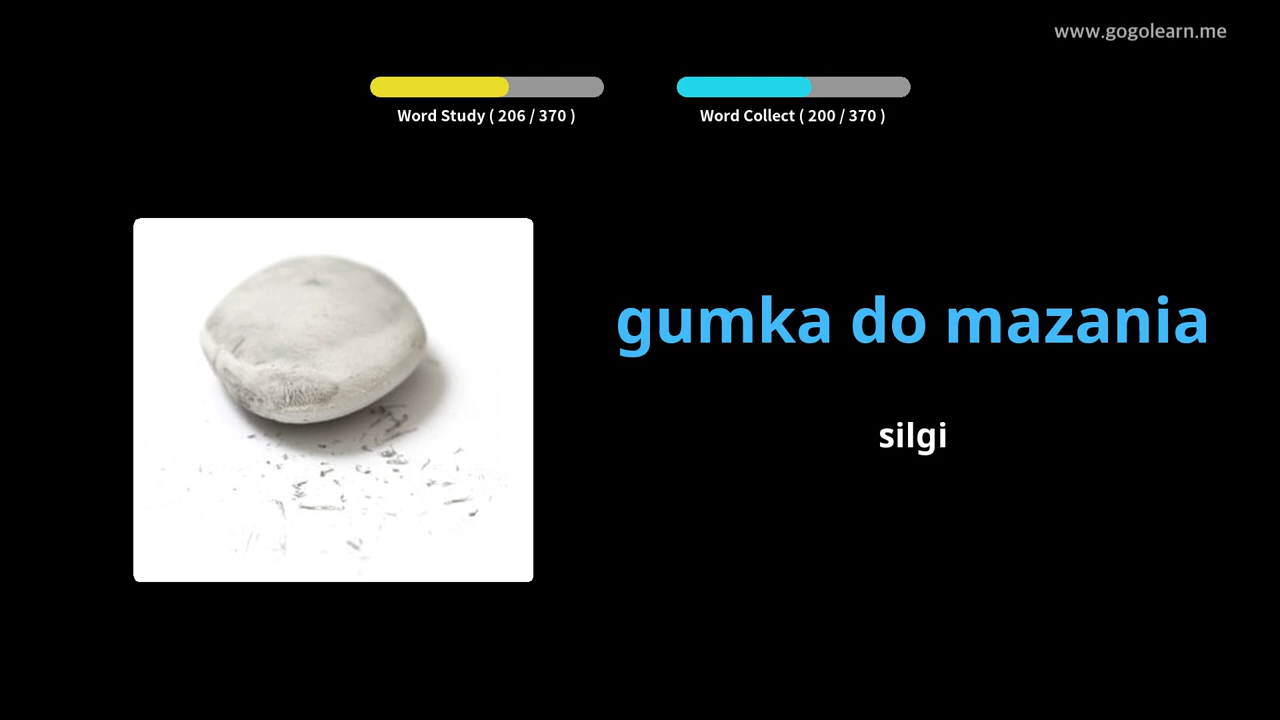 www.gogolearn.me
Word Study ( 206 / 370 )
Word Collect ( 200 / 370 )
gumka do mazania
silgi